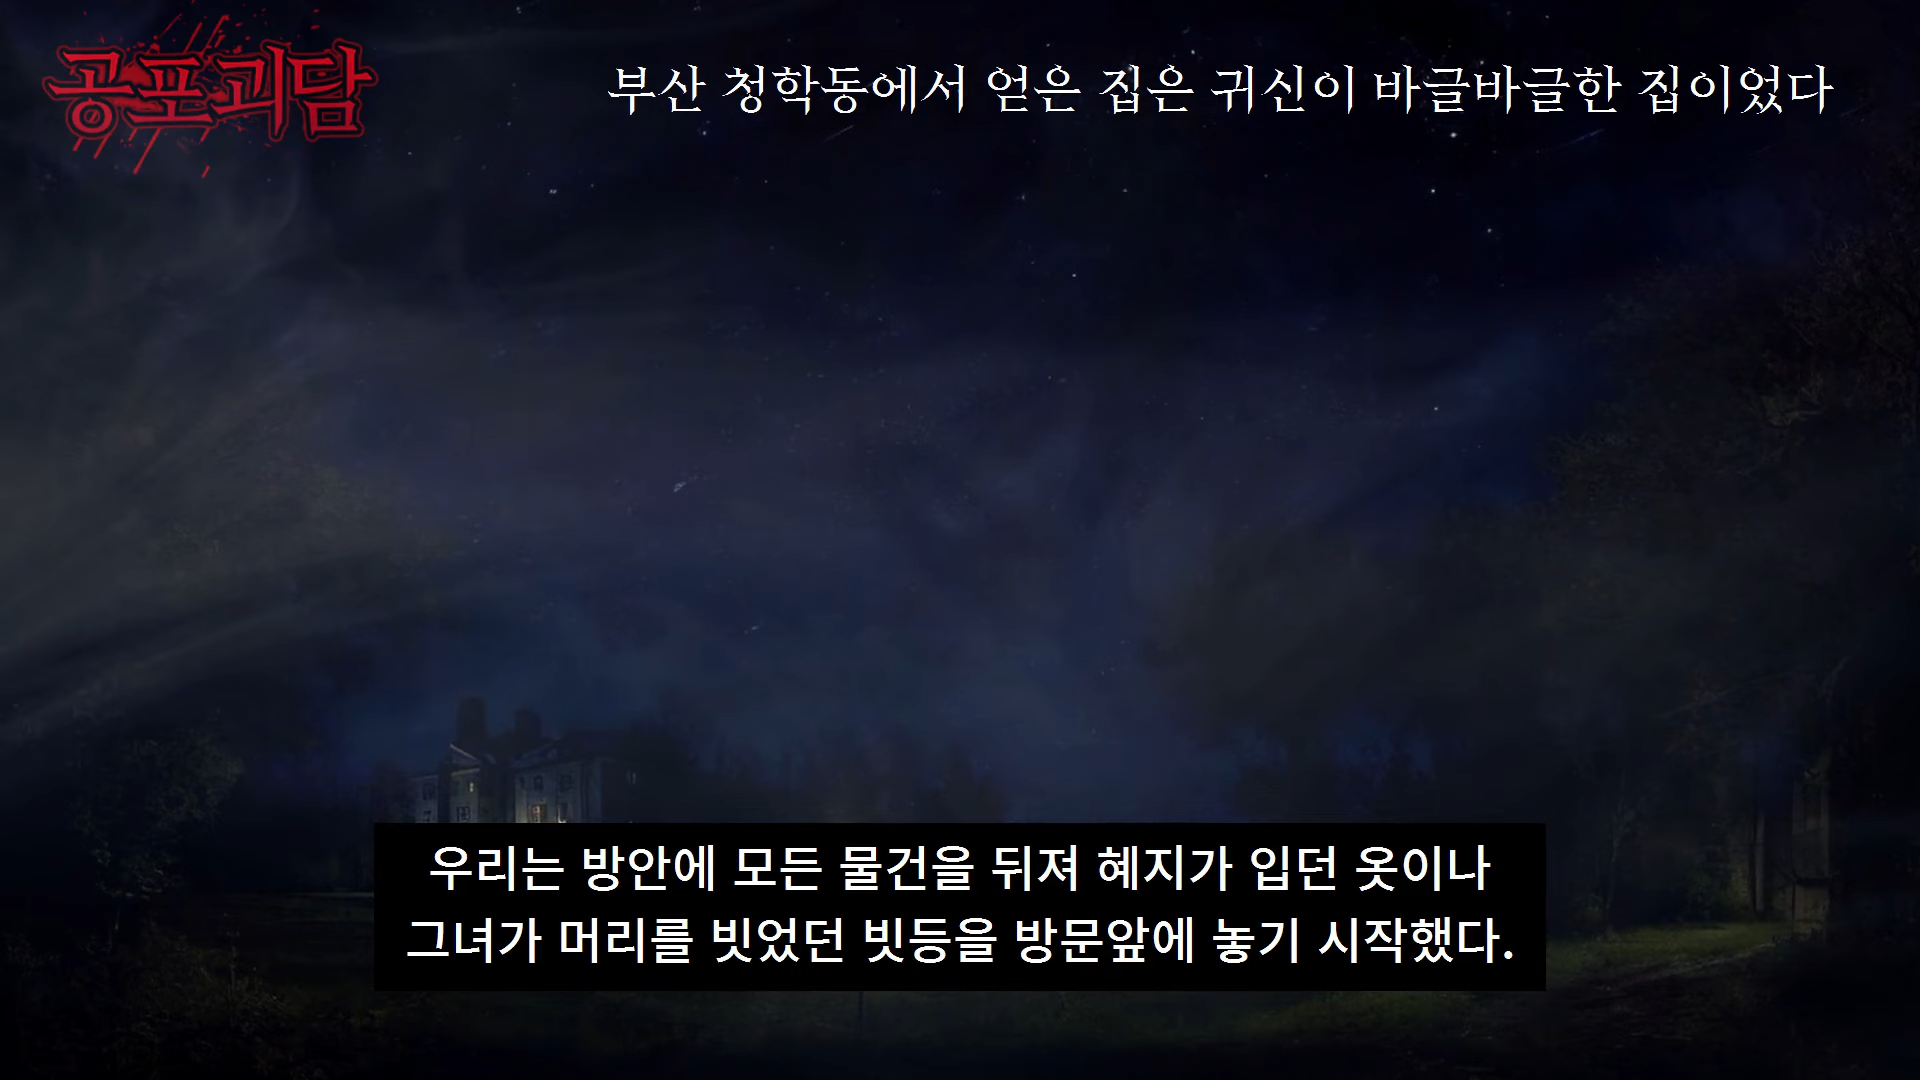 공포괴담
부산 청학동에서 얻은 집은 귀신이 바글바글한 집이었다
우리는 방안에 모든 물건을 뒤져 혜지가 입던 옷이나
그녀가 머리를 빗었던 빗등을 방문앞에 놓기 시작했다.